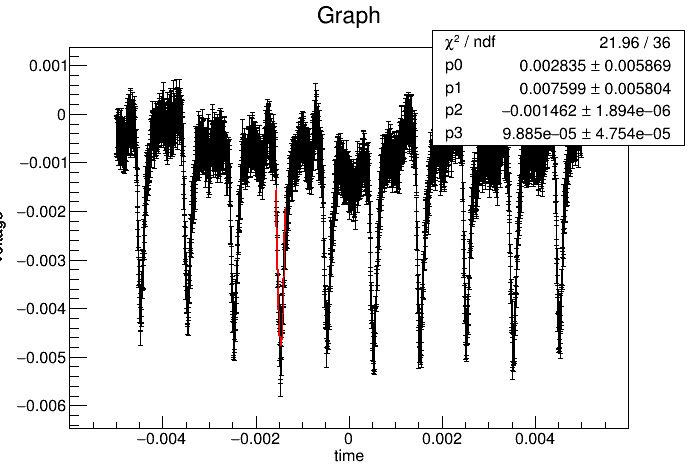 Graph
χ² / ndf 21.96 / 36
p0 0.002835 ± 0.005869
p1 0.007599 ± 0.005804
p2 −0.001462 ± 1.894e−06
p3 9.885e−05 ± 4.754e−05
0.001
0
−0.001
−0.002
−0.003
−0.004
−0.005
−0.006
−0.004 −0.002 0 0.002 0.004
time